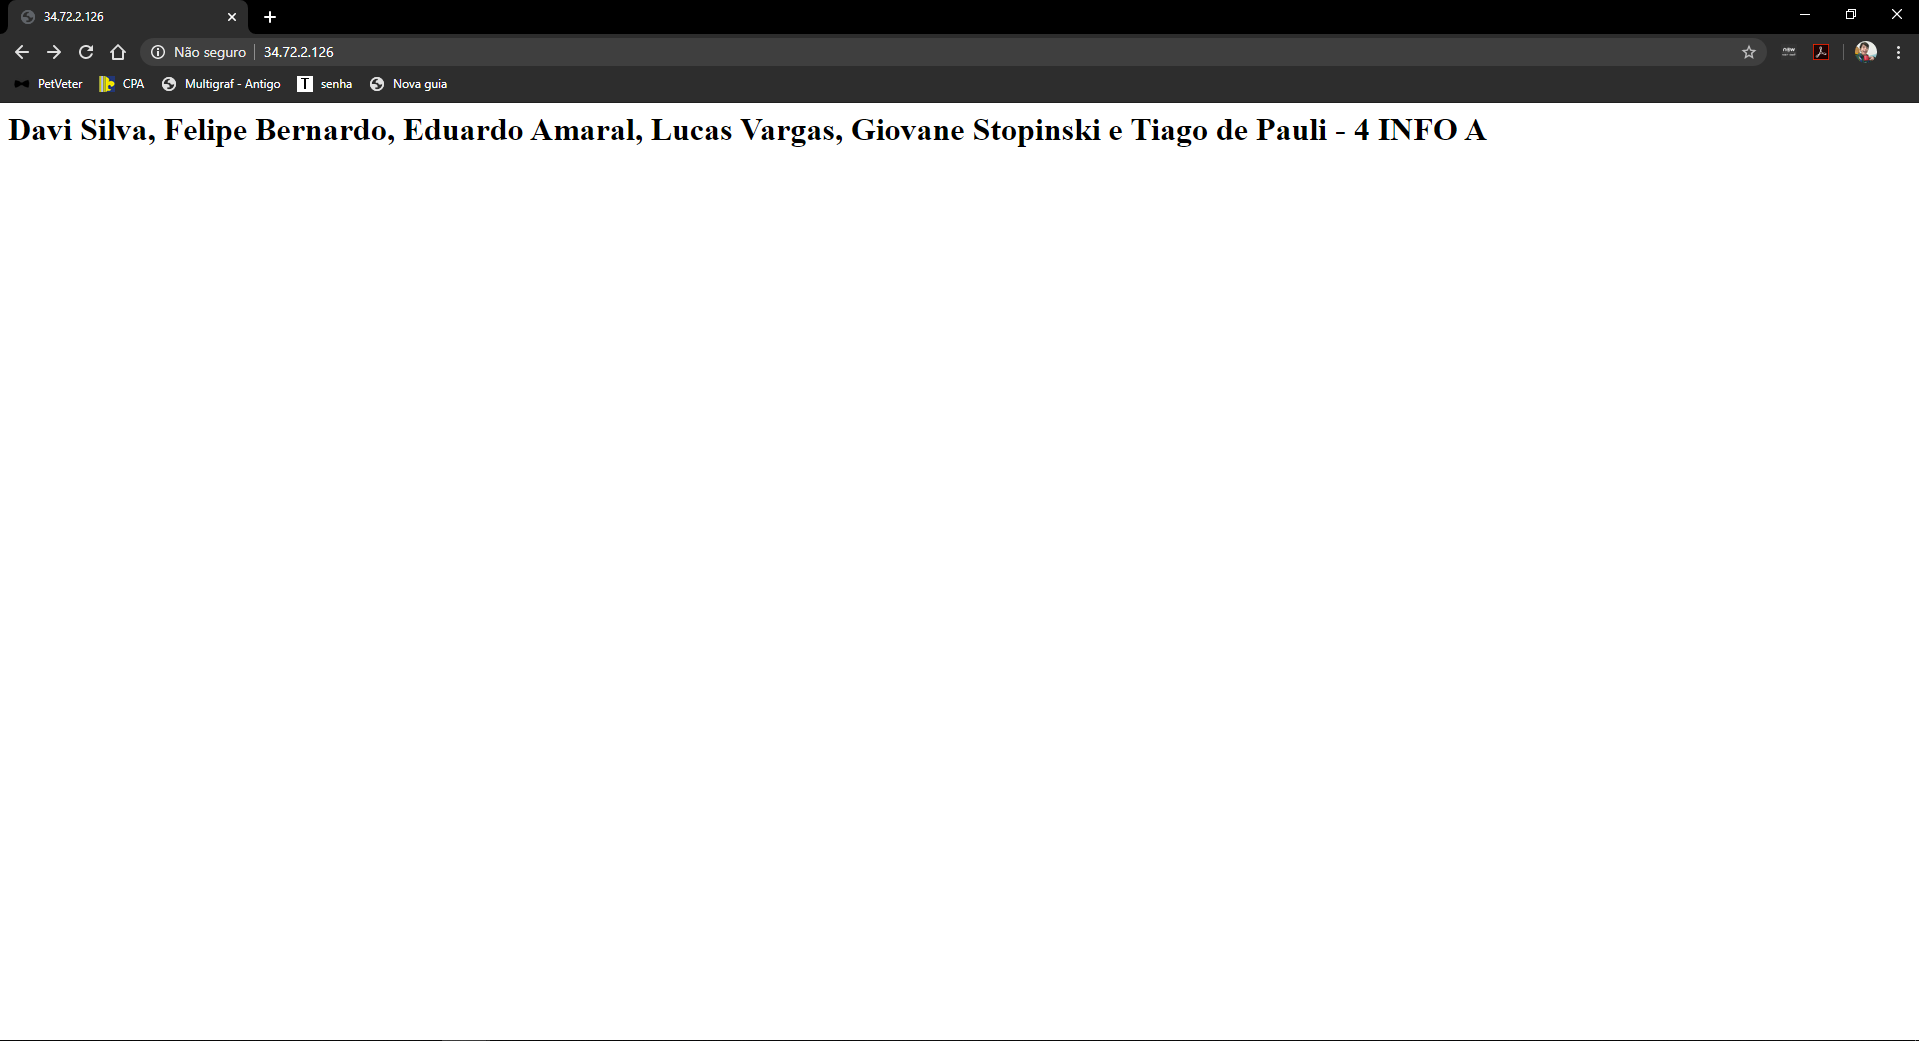 34.72.2.126
Não seguro 34.72.2.126
PetVeter CPA Multigraf - Antigo T senha Nova guia
Davi Silva, Felipe Bernardo, Eduardo Amaral, Lucas Vargas, Giovane Stopinski e Tiago de Pauli - 4 INFO A